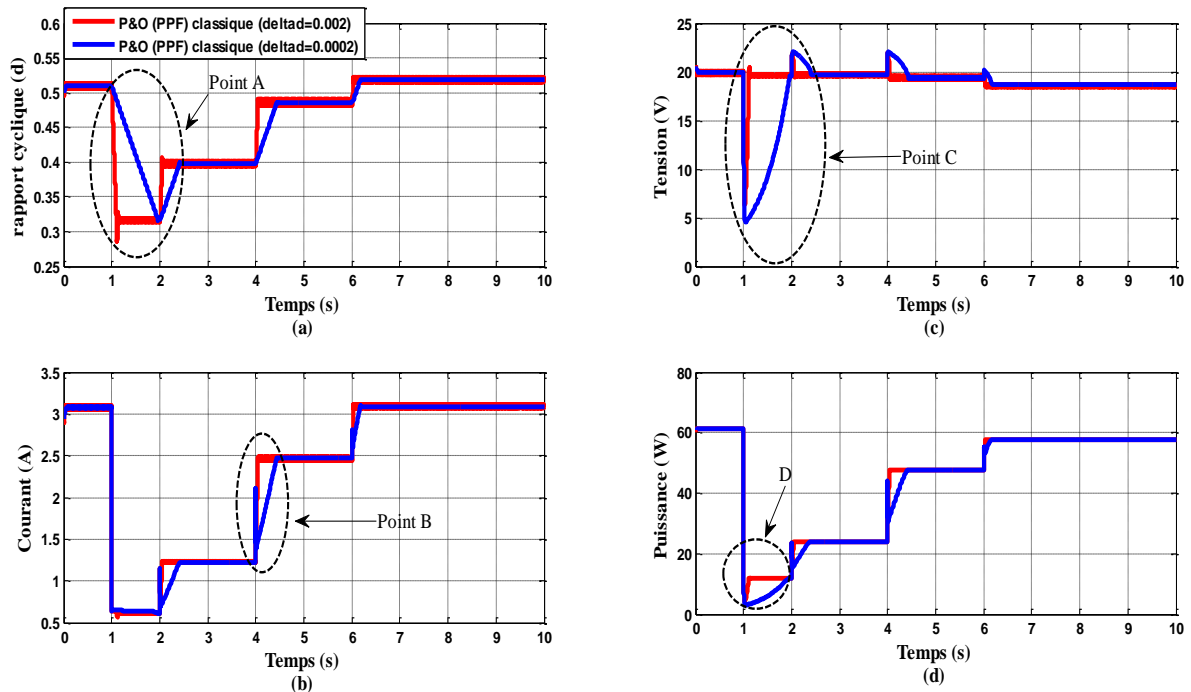 P&O (PPF) classique (deltad=0.002)
P&O (PPF) classique (deltad=0.0002)
0.6
0.55
0.5
0.45
0.4
0.35
0.3
0.25
rapport cyclique (d)
Point A
0 1 2 3 4 5 6 7 8 9 10
Temps (s)
(a)
25
20
15
10
5
0
Tension (V)
Point C
0 1 2 3 4 5 6 7 8 9 10
Temps (s)
(c)
3.5
3
2.5
2
1.5
1
0.5
Courant (A)
Point B
0 1 2 3 4 5 6 7 8 9 10
Temps (s)
(b)
80
60
40
20
0
Puissance (W)
D
0 1 2 3 4 5 6 7 8 9 10
Temps (s)
(d)